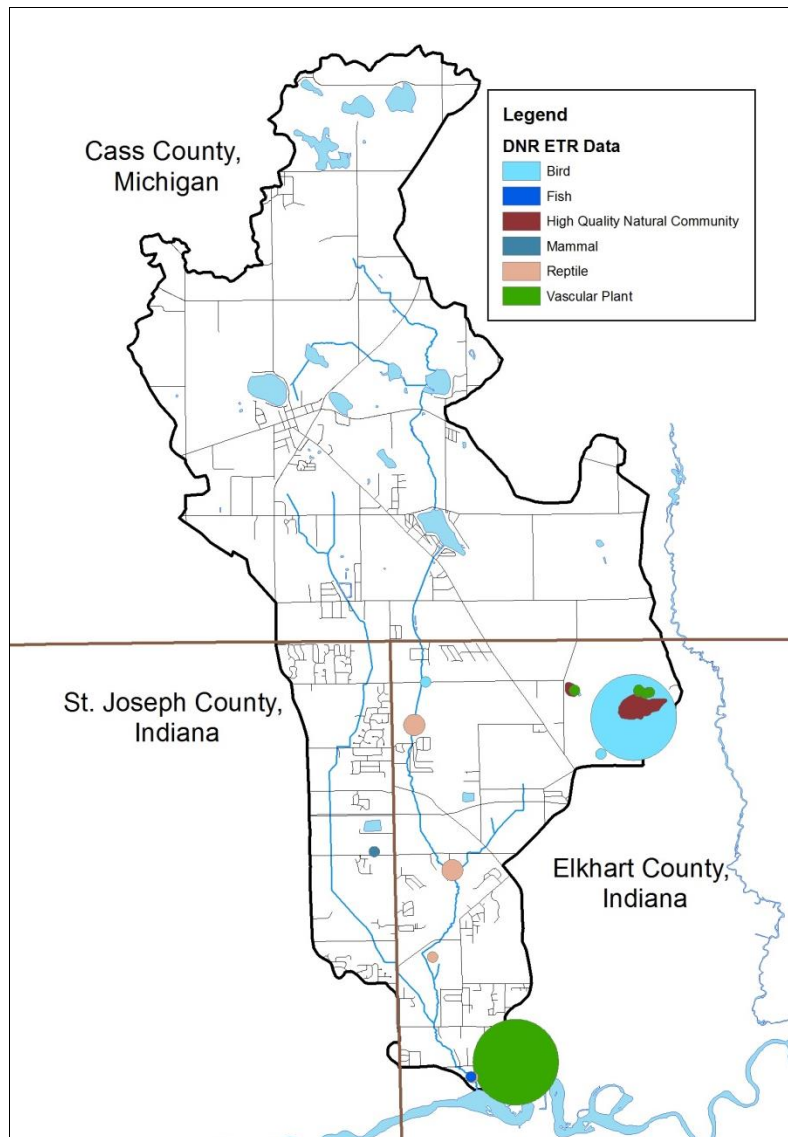 Cass County,
Michigan
Legend
DNR ETR Data
Bird
Fish
High Quality Natural Community
Mammal
Reptile
Vascular Plant
St. Joseph County,
Indiana
Elkhart County,
Indiana